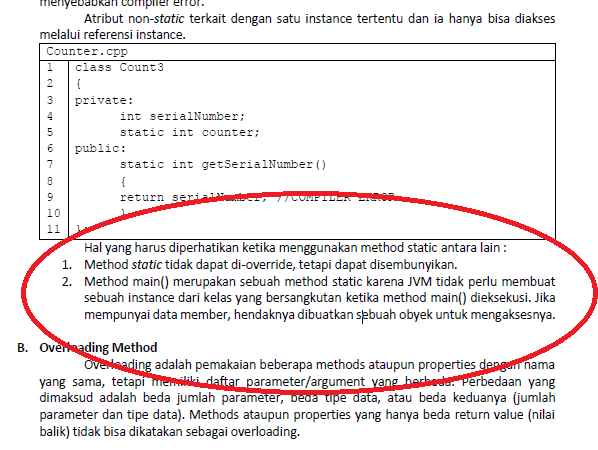 menyebabkan compiler error.
Atribut non-static terkait dengan satu instance tertentu dan ia hanya bisa diakses
melalui referensi instance.
Counter.cpp
1 class Count3
2 {
3 private:
4 int serialNumber;
5 static int counter;
6 public:
7 static int getSerialNumber()
8 {
9 return serialNumber; //COMPILER ERROR
10 }
11 };
Hal yang harus diperhatikan ketika menggunakan method static antara lain :
1. Method static tidak dapat di-override, tetapi dapat disembunyikan.
2. Method main() merupakan sebuah method static karena JVM tidak perlu membuat
sebuah instance dari kelas yang bersangkutan ketika method main() dieksekusi. Jika
mempunyai data member, hendaknya dibuatkan sebuah obyek untuk mengaksesnya.
B. Overloading Method
Overloading adalah pemakaian beberapa methods ataupun properties dengan nama
yang sama, tetapi memiliki daftar parameter/argument yang berbeda. Perbedaan yang
dimaksud adalah beda jumlah parameter, beda tipe data, atau beda keduanya (jumlah
parameter dan tipe data). Methods ataupun properties yang hanya beda return value (nilai
balik) tidak bisa dikatakan sebagai overloading.